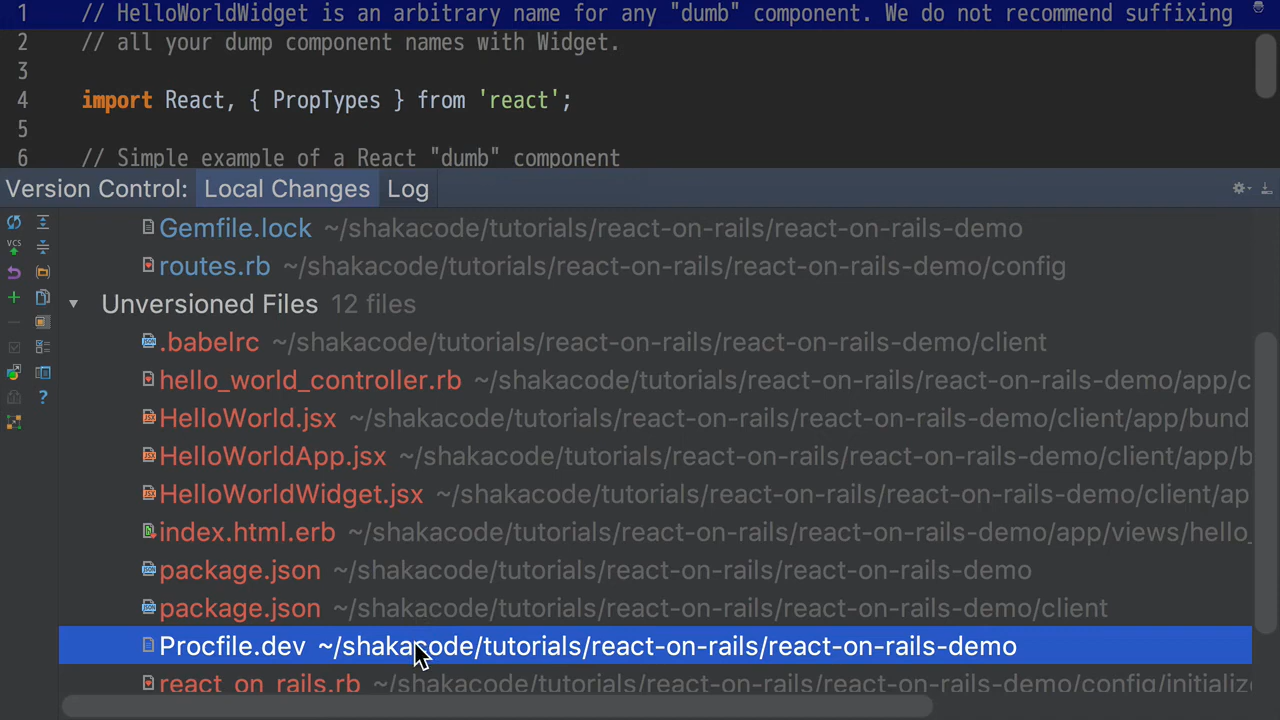 1 // HelloWorldWidget is an arbitrary name for any "dumb" component. We do not recommend suffixing
2 // all your dump component names with Widget.
3
4 import React, { PropTypes } from 'react';
5
6 // Simple example of a React "dumb" component
Version Control: Local Changes Log
Gemfile.lock ~/shakacode/tutorials/react-on-rails/react-on-rails-demo
VCS
routes.rb ~/shakacode/tutorials/react-on-rails/react-on-rails-demo/config
Unversioned Files 12 files
.babelrc ~/shakacode/tutorials/react-on-rails/react-on-rails-demo/client
hello_world_controller.rb ~/shakacode/tutorials/react-on-rails/react-on-rails-demo/app/c
HelloWorld.jsx ~/shakacode/tutorials/react-on-rails/react-on-rails-demo/client/app/bund
HelloWorldApp.jsx ~/shakacode/tutorials/react-on-rails/react-on-rails-demo/client/app/b
HelloWorldWidget.jsx ~/shakacode/tutorials/react-on-rails/react-on-rails-demo/client/ap
index.html.erb ~/shakacode/tutorials/react-on-rails/react-on-rails-demo/app/views/hello_
package.json ~/shakacode/tutorials/react-on-rails/react-on-rails-demo
package.json ~/shakacode/tutorials/react-on-rails/react-on-rails-demo/client
Procfile.dev ~/shakacode/tutorials/react-on-rails/react-on-rails-demo
react_on_rails.rb ~/shakacode/tutorials/react-on-rails/react-on-rails-demo/config/initialize